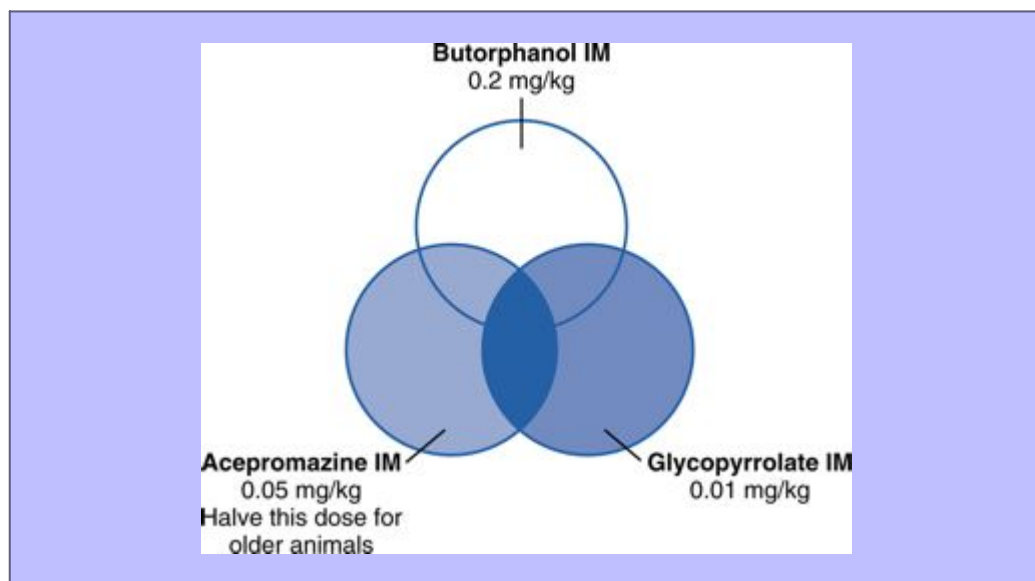 Butorphanol IM
0.2 mg/kg
Acepromazine IM
0.05 mg/kg
Halve this dose for
older animals
Glycopyrrolate IM
0.01 mg/kg